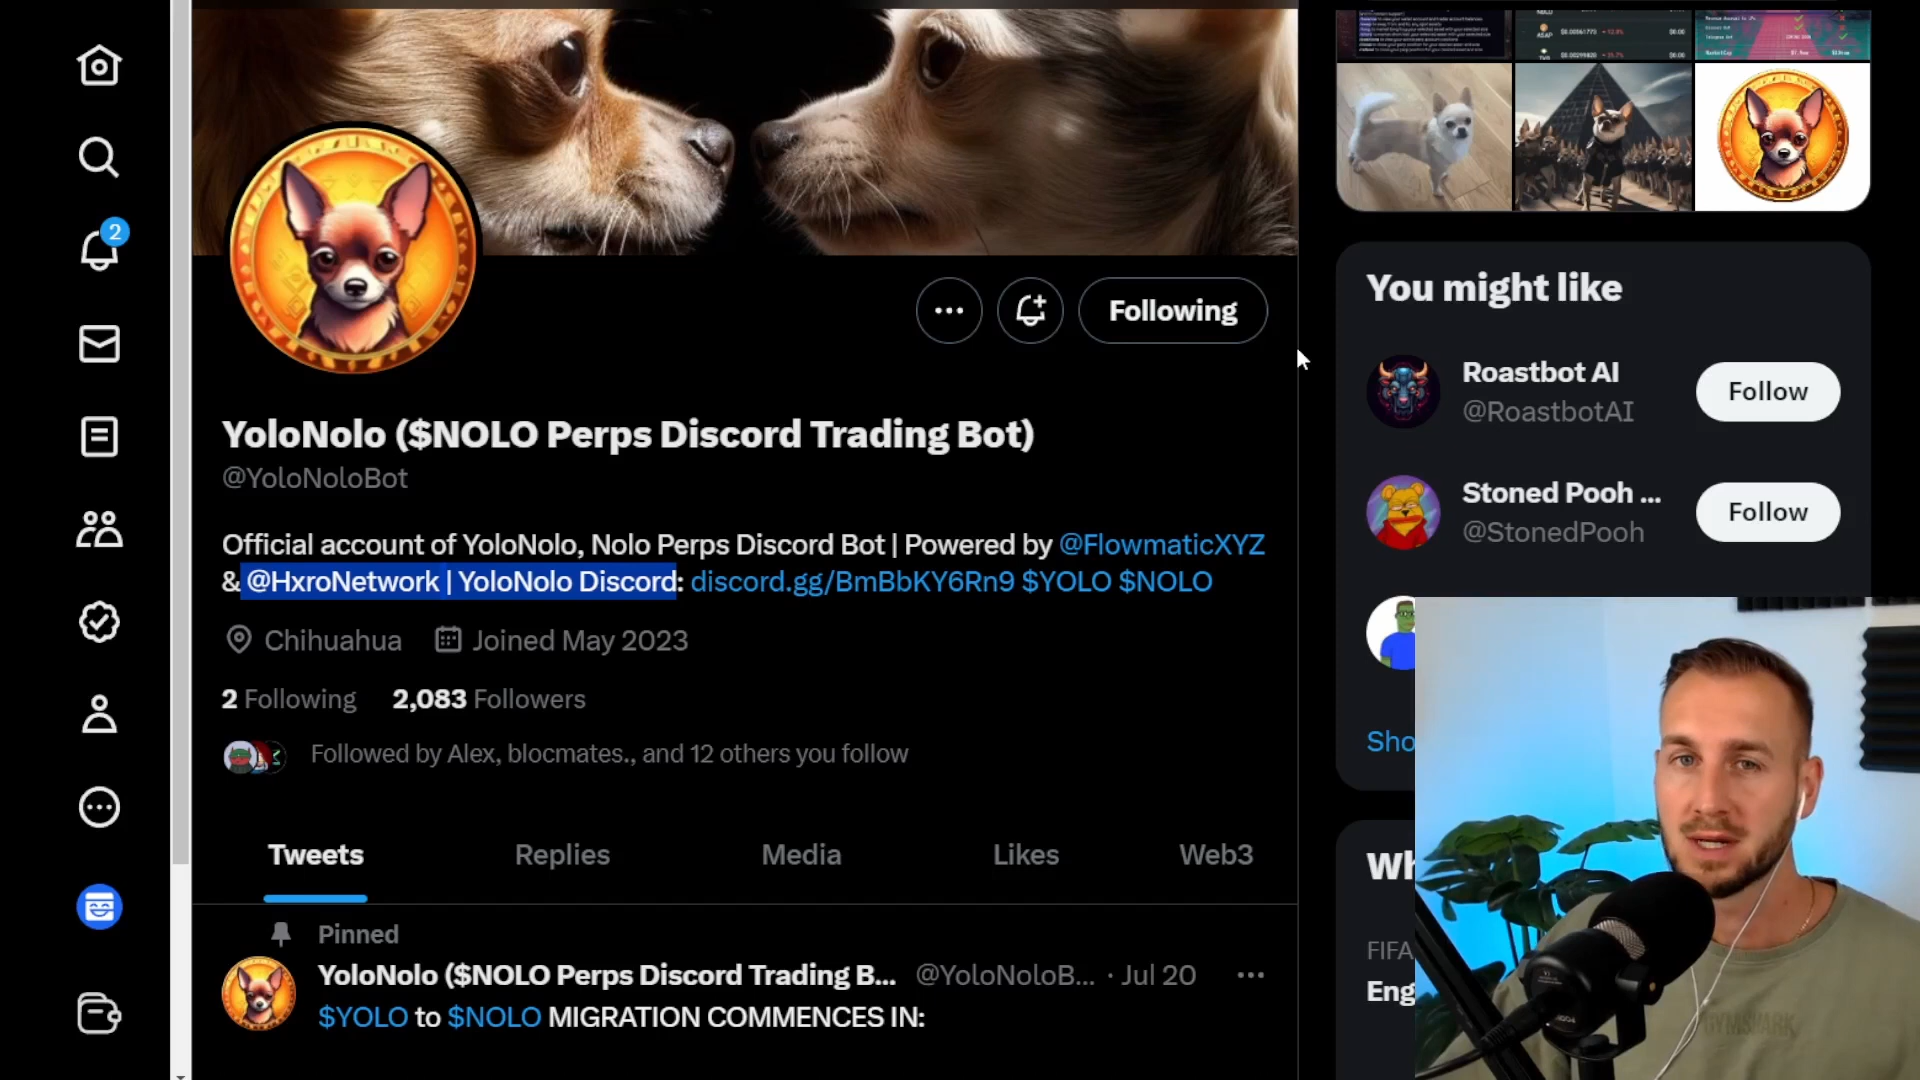 2
Following
YoloNolo ($NOLO Perps Discord Trading Bot)
@YoloNoloBot
Official account of YoloNolo, Nolo Perps Discord Bot | Powered by @FlowmaticXYZ
& @HxroNetwork | YoloNolo Discord: discord.gg/BmBbKY6Rn9 $YOLO $NOLO
Chihuahua Joined May 2023
2 Following 2,083 Followers
Followed by Alex, blocmates., and 12 others you follow
Tweets Replies Media Likes Web3
Pinned
YoloNolo ($NOLO Perps Discord Trading B... @YoloNoloB... · Jul 20
$YOLO to $NOLO MIGRATION COMMENCES IN:
You might like
Roastbot AI
@RoastbotAI
Follow
Stoned Pooh ...
@StonedPooh
Follow
Sho
Wh
FIFA
Eng
GYMSHARK